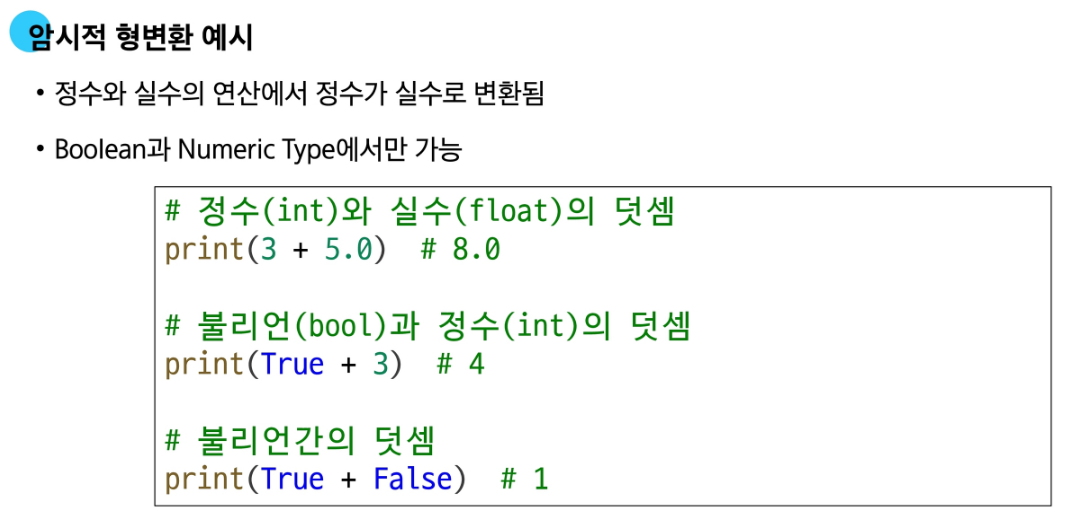 암시적 형변환 예시
• 정수와 실수의 연산에서 정수가 실수로 변환됨
• Boolean과 Numeric Type에서만 가능
# 정수(int)와 실수(float)의 덧셈
print(3 + 5.0)  # 8.0
# 불리언(bool)과 정수(int)의 덧셈
print(True + 3)  # 4
# 불리언간의 덧셈
print(True + False)  # 1